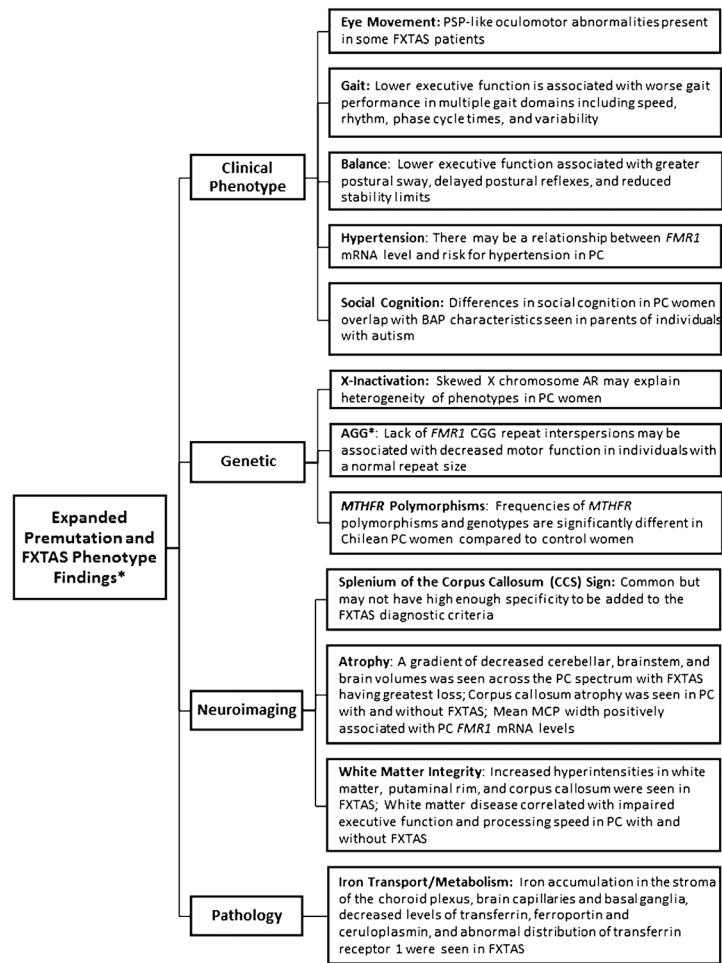 Expanded
Premutation and
FXTAS Phenotype
Findings*
Clinical
Phenotype
Eye Movement: PSP-like oculomotor abnormalities present
in some FXTAS patients
Gait: Lower executive function is associated with worse gait
performance in multiple gait domains including speed,
rhythm, phase cycle times, and variability
Balance: Lower executive function associated with greater
postural sway, delayed postural reflexes, and reduced
stability limits
Hypertension: There may be a relationship between FMR1
mRNA level and risk for hypertension in PC
Social Cognition: Differences in social cognition in PC women
overlap with BAP characteristics seen in parents of individuals
with autism
Genetic
X-Inactivation: Skewed X chromosome AR may explain
heterogeneity of phenotypes in PC women
AGG*: Lack of FMR1 CGG repeat interspersions may be
associated with decreased motor function in individuals with
a normal repeat size
MTHFR Polymorphisms: Frequencies of MTHFR
polymorphisms and genotypes are significantly different in
Chilean PC women compared to control women
Neuroimaging
Splenium of the Corpus Callosum (CCS) Sign: Common but
may not have high enough specificity to be added to the
FXTAS diagnostic criteria
Atrophy: A gradient of decreased cerebellar, brainstem, and
brain volumes was seen across the PC spectrum with FXTAS
having greatest loss; Corpus callosum atrophy was seen in PC
with and without FXTAS; Mean MCP width positively
associated with PC FMR1 mRNA levels
White Matter Integrity: Increased hyperintensities in white
matter, putaminal rim, and corpus callosum were seen in
FXTAS; White matter disease correlated with impaired
executive function and processing speed in PC with and
without FXTAS
Pathology
Iron Transport/Metabolism: Iron accumulation in the stroma
of the choroid plexus, brain capillaries and basal ganglia,
decreased levels of transferrin, ferroportin and
ceruloplasmin, and abnormal distribution of transferrin
receptor 1 were seen in FXTAS